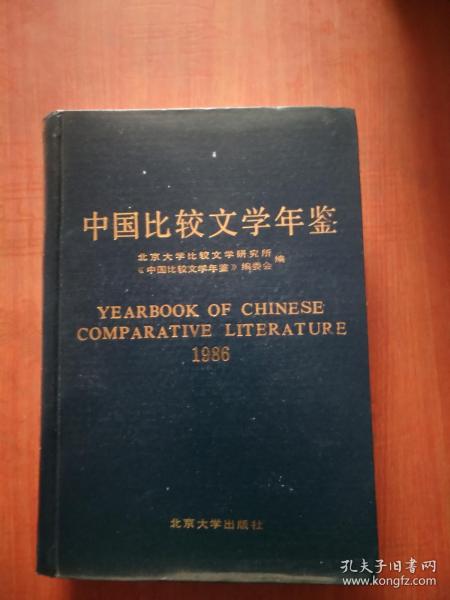 中国比较文学年鉴
北京大学比较文学研究所
《中国比较文学年鉴》编委会 编
YEARBOOK OF CHINESE
COMPARATIVE LITERATURE
1986
北京大学出版社
孔夫子旧书网
www.kongfz.com